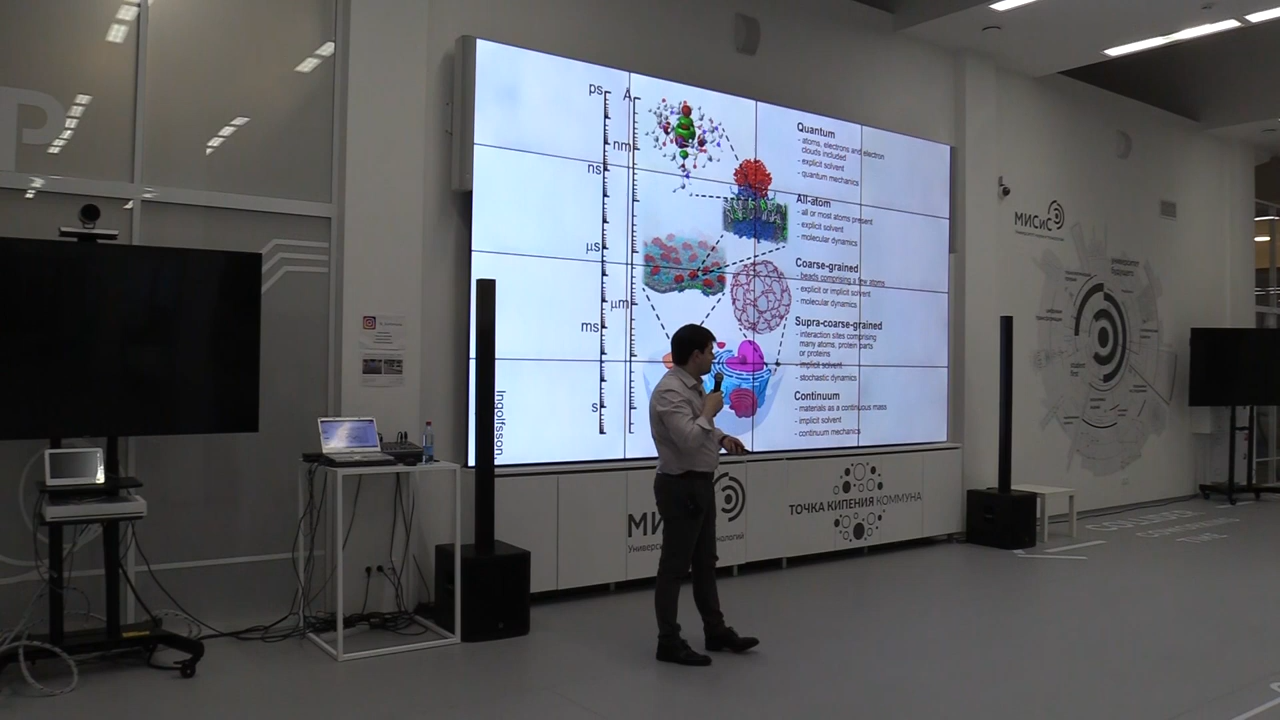 ps
Å
nm
ns
µs
µm
ms
s
Ingolfsson,
Quantum
- atoms, electrons and electron
clouds included
- explicit solvent
- quantum mechanics
All-atom
- all or most atoms present
- explicit solvent
- molecular dynamics
Coarse-grained
- beads comprising a few atoms
- explicit or implicit solvent
- molecular dynamics
Supra-coarse-grained
- interaction sites comprising
many atoms, protein parts
or proteins
- implicit solvent
- stochastic dynamics
Continuum
- materials as a continuous mass
- implicit solvent
- continuum mechanics
МИСиС
ТОЧКА КИПЕНИЯ КОММУНА
P